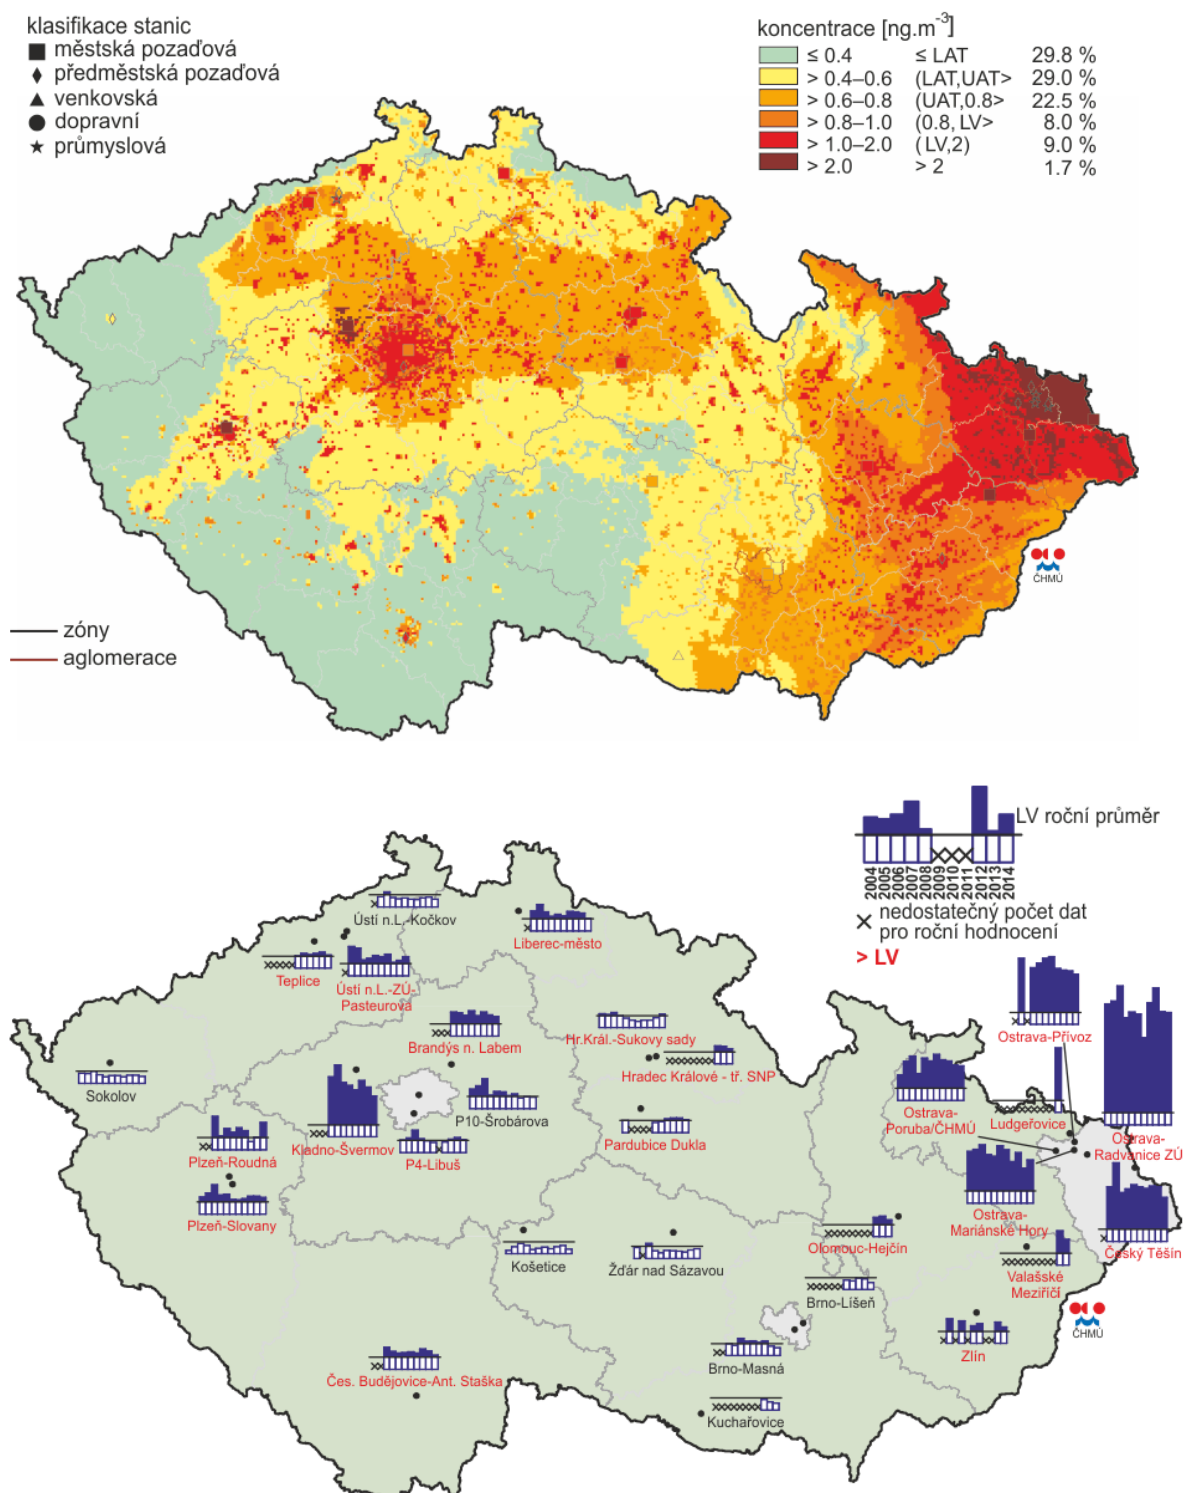 klasifikace stanic
městská pozaďová
předměstská pozaďová
venkovská
dopravní
průmyslová
koncentrace [ng.m-3]
≤ 0.4 ≤ LAT 29.8 %
> 0.4–0.6 (LAT,UAT> 29.0 %
> 0.6–0.8 (UAT,0.8> 22.5 %
> 0.8–1.0 (0.8, LV> 8.0 %
> 1.0–2.0 (LV,2) 9.0 %
> 2.0 > 2 1.7 %
ČHMÚ
zóny
aglomerace
LV roční průměr
2004 2005 2006 2007 2008 2009 2010 2011 2012 2013 2014
nedostatečný počet dat
pro roční hodnocení
> LV
Ústí n.L.-Kočkov
Liberec-město
Teplice
Ústí n.L.-ZÚ-
Pasteurova
Brandýs n. Labem
Hr.Král.-Sukovy sady
Hradec Králové - tř. SNP
Ostrava-Přívoz
Sokolov
P10-Šrobárova
Kladno-Švermov
P4-Libuš
Pardubice Dukla
Ostrava-
Poruba/ČHMÚ
Ludgeřovice
Ostrava-
Radvanice ZÚ
Plzeň-Roudná
Plzeň-Slovany
Ostrava-
Mariánské Hory
Český Těšín
Košetice
Žďár nad Sázavou
Olomouc-Hejčín
Valašské
Meziříčí
Brno-Líšeň
ČHMÚ
Zlín
Brno-Masná
Čes. Budějovice-Ant. Staška
Kuchařovice